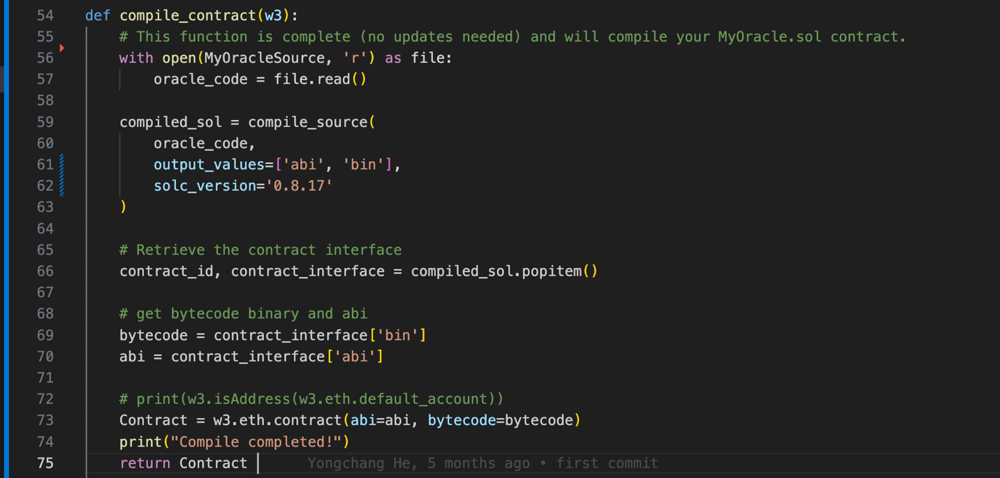 54 def compile_contract(w3):
55 # This function is complete (no updates needed) and will compile your MyOracle.sol contract.
56 with open(MyOracleSource, 'r') as file:
57 oracle_code = file.read()
58
59 compiled_sol = compile_source(
60 oracle_code,
61 output_values=['abi', 'bin'],
62 solc_version='0.8.17'
63 )
64
65 # Retrieve the contract interface
66 contract_id, contract_interface = compiled_sol.popitem()
67
68 # get bytecode binary and abi
69 bytecode = contract_interface['bin']
70 abi = contract_interface['abi']
71
72 # print(w3.isAddress(w3.eth.default_account))
73 Contract = w3.eth.contract(abi=abi, bytecode=bytecode)
74 print("Compile completed!")
75 return Contract Yongchang He, 5 months ago • first commit